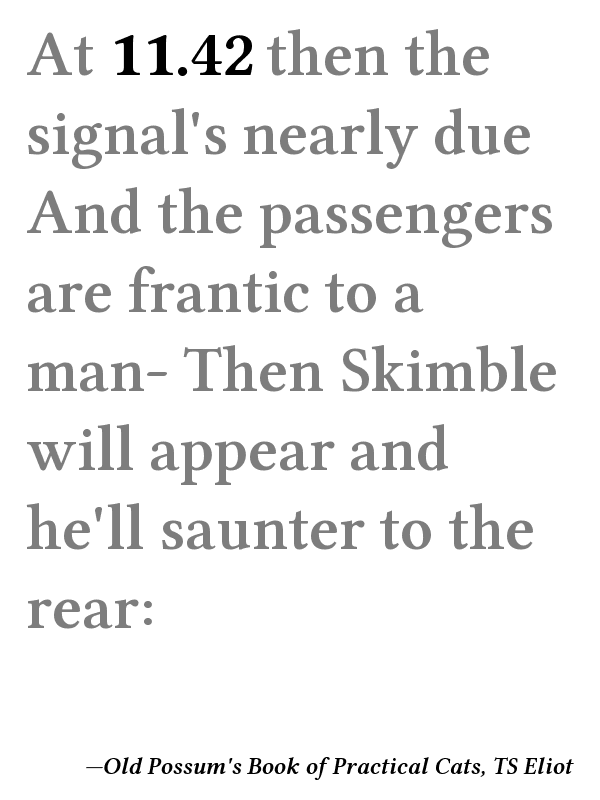 At 11.42 then the
signal's nearly due
And the passengers
are frantic to a
man- Then Skimble
will appear and
he'll saunter to the
rear:
—Old Possum's Book of Practical Cats, TS Eliot